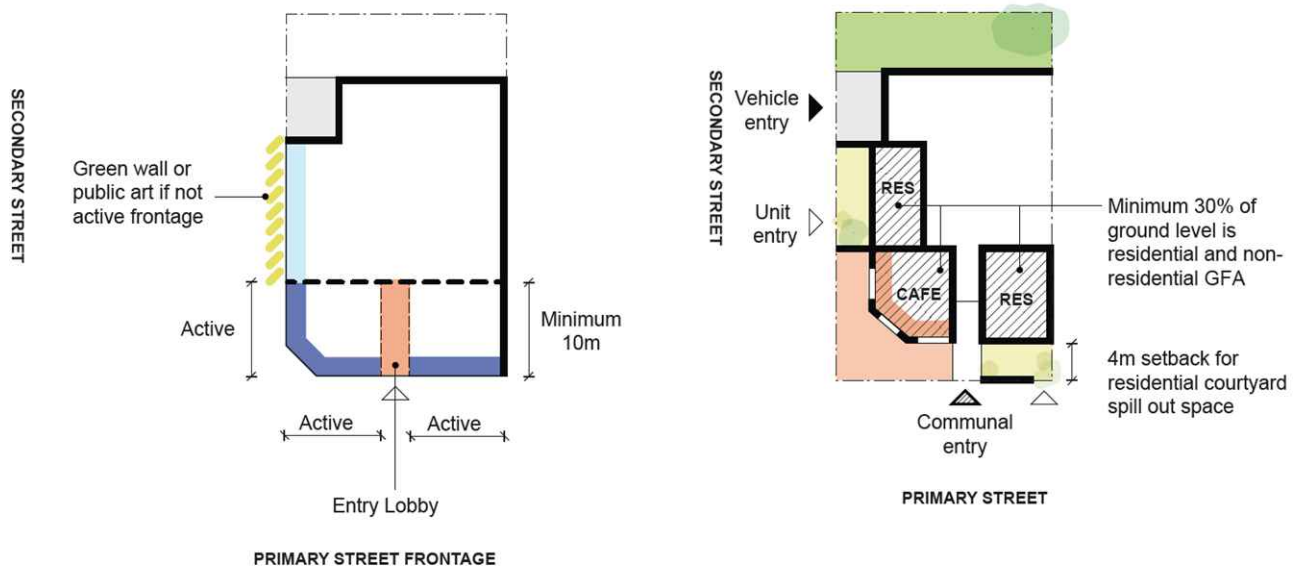 SECONDARY STREET
Green wall or
public art if not
active frontage
Active
Minimum
10m
Active
Active
Entry Lobby
PRIMARY STREET FRONTAGE
SECONDARY STREET
Vehicle
entry
Unit
entry
RES
CAFE
RES
Minimum 30% of
ground level is
residential and non-
residential GFA
4m setback for
residential courtyard
spill out space
Communal
entry
PRIMARY STREET